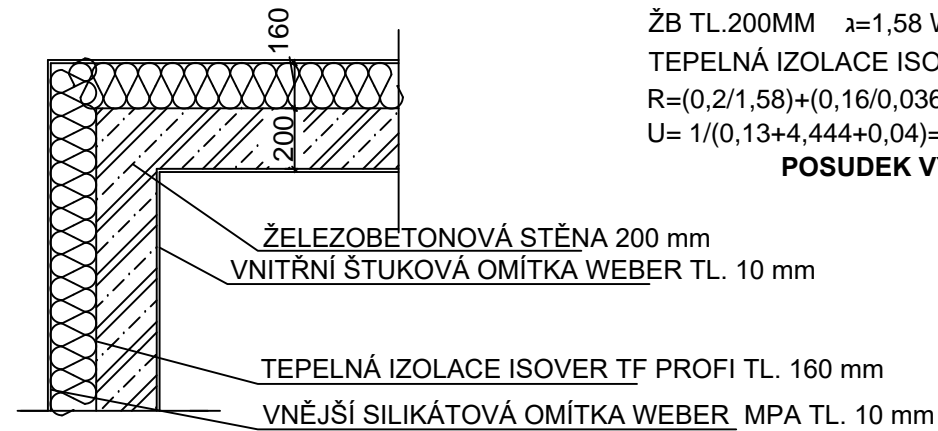 160
200
ŽB TL.200MM λ=1,58
TEPELNÁ IZOLACE
R=(0,2/1,58)+(0,16/0,036
U= 1/(0,13+4,444+0,04)=
POSUDEK
ŽELEZOBETONOVÁ STĚNA 200 mm
VNITŘNÍ ŠTUKOVÁ OMÍTKA WEBER TL. 10 mm
TEPELNÁ IZOLACE ISOVER TF PROFI TL. 160 mm
VNĚJŠÍ SILIKÁTOVÁ OMÍTKA WEBER MPA TL. 10 mm